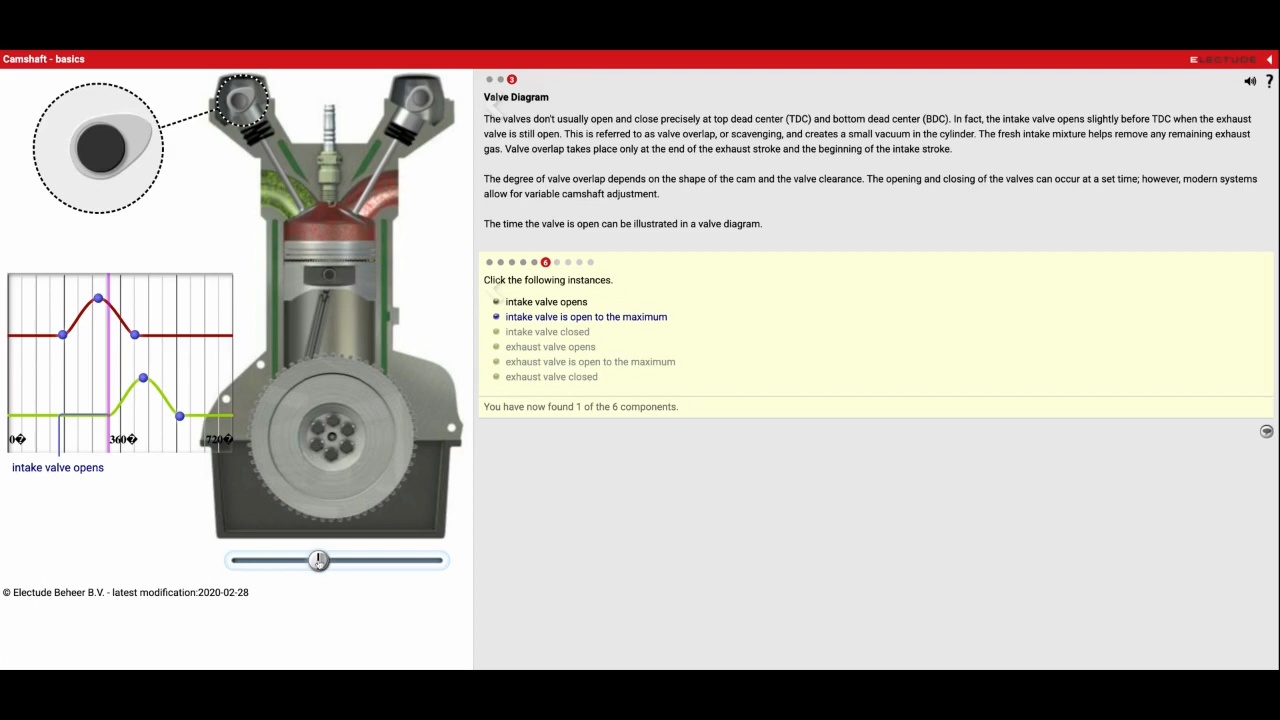 Camshaft - basics
ELECTUDE
3
Valve Diagram
The valves don't usually open and close precisely at top dead center (TDC) and bottom dead center (BDC). In fact, the intake valve opens slightly before TDC when the exhaust
valve is still open. This is referred to as valve overlap, or scavenging, and creates a small vacuum in the cylinder. The fresh intake mixture helps remove any remaining exhaust
gas. Valve overlap takes place only at the end of the exhaust stroke and the beginning of the intake stroke.
The degree of valve overlap depends on the shape of the cam and the valve clearance. The opening and closing of the valves can occur at a set time; however, modern systems
allow for variable camshaft adjustment.
The time the valve is open can be illustrated in a valve diagram.
6
Click the following instances.
intake valve opens
intake valve is open to the maximum
intake valve closed
exhaust valve opens
exhaust valve is open to the maximum
exhaust valve closed
You have now found 1 of the 6 components.
0� 360� 720�
intake valve opens
© Electude Beheer B.V. - latest modification:2020-02-28
?